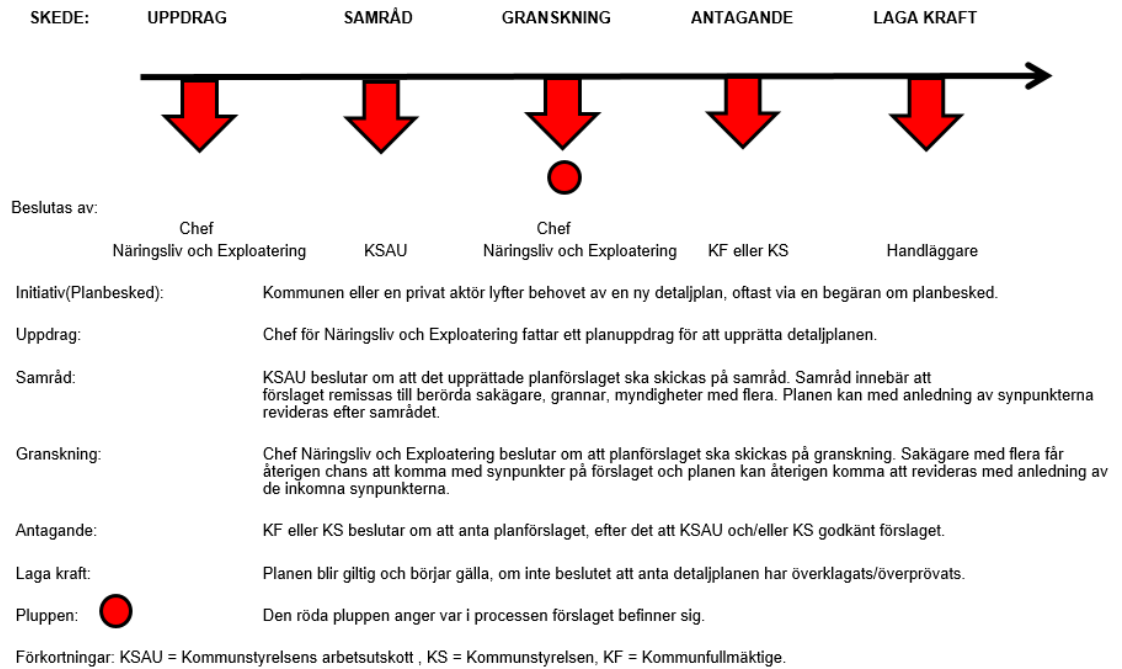 SKEDE: UPPDRAG SAMRÅD GRANSKNING ANTAGANDE LAGA KRAFT
Beslutas av:
Chef Chef
Näringsliv och Exploatering KSAU Näringsliv och Exploatering KF eller KS Handläggare
Initiativ(Planbesked): Kommunen eller en privat aktör lyfter behovet av en ny detaljplan, oftast via en begäran om planbesked.
Uppdrag: Chef för Näringsliv och Exploatering fattar ett planuppdrag för att upprätta detaljplanen.
Samråd: KSAU beslutar om att det upprättade planförslaget ska skickas på samråd. Samråd innebär att
förslaget remissas till berörda sakägare, grannar, myndigheter med flera. Planen kan med anledning av synpunkterna
revideras efter samrådet.
Granskning: Chef Näringsliv och Exploatering beslutar om att planförslaget ska skickas på granskning. Sakägare med flera får
återigen chans att komma med synpunkter på förslaget och planen kan återigen komma att revideras med anledning av
de inkomna synpunkterna.
Antagande: KF eller KS beslutar om att anta planförslaget, efter det att KSAU och/eller KS godkänt förslaget.
Laga kraft: Planen blir giltig och börjar gälla, om inte beslutet att anta detaljplanen har överklagats/överprövats.
Pluppen: Den röda pluppen anger var i processen förslaget befinner sig.
Förkortningar: KSAU = Kommunstyrelsens arbetsutskott , KS = Kommunstyrelsen, KF = Kommunfullmäktige.